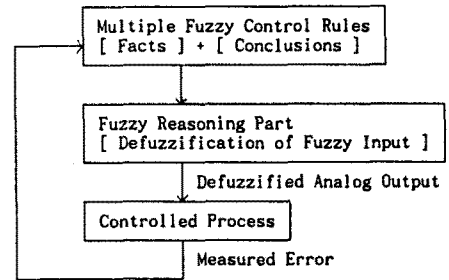 Multiple Fuzzy Control Rules
[ Facts ] + [ Conclusions ]
Fuzzy Reasoning Part
[ Defuzzification of Fuzzy Input ]
Defuzzified Analog Output
Controlled Process
Measured Error